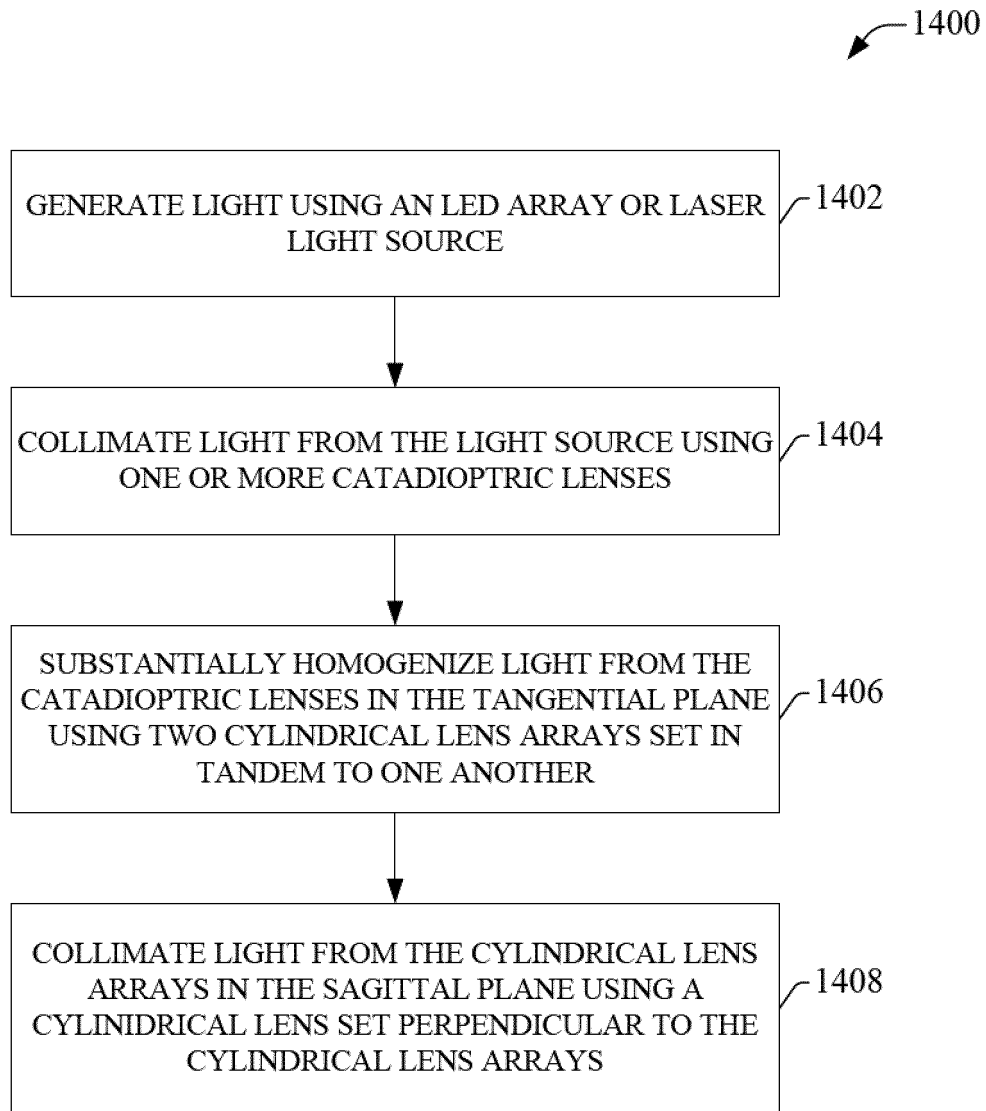 1400
GENERATE LIGHT USING AN LED ARRAY OR LASER
LIGHT SOURCE
1402
COLLIMATE LIGHT FROM THE LIGHT SOURCE USING
ONE OR MORE CATADIOPTRIC LENSES
1404
SUBSTANTIALLY HOMOGENIZE LIGHT FROM THE
CATADIOPTRIC LENSES IN THE TANGENTIAL PLANE
USING TWO CYLINDRICAL LENS ARRAYS SET IN
TANDEM TO ONE ANOTHER
1406
COLLIMATE LIGHT FROM THE CYLINDRICAL LENS
ARRAYS IN THE SAGITTAL PLANE USING A
CYLINIDRICAL LENS SET PERPENDICULAR TO THE
CYLINDRICAL LENS ARRAYS
1408